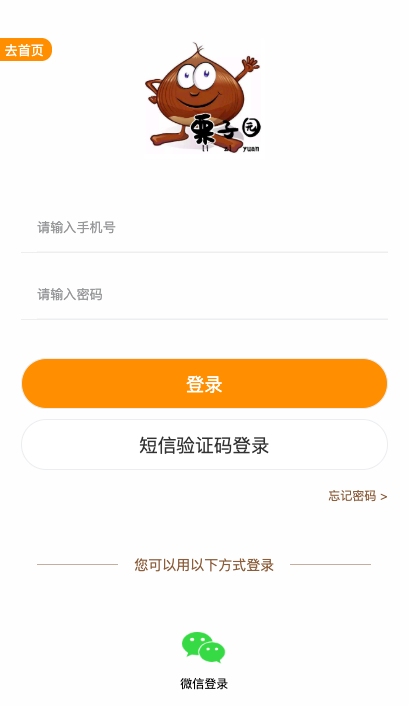 去首页
栗子园
li zi yuan
请输入手机号
请输入密码
登录
短信验证码登录
忘记密码 >
您可以用以下方式登录
微信登录